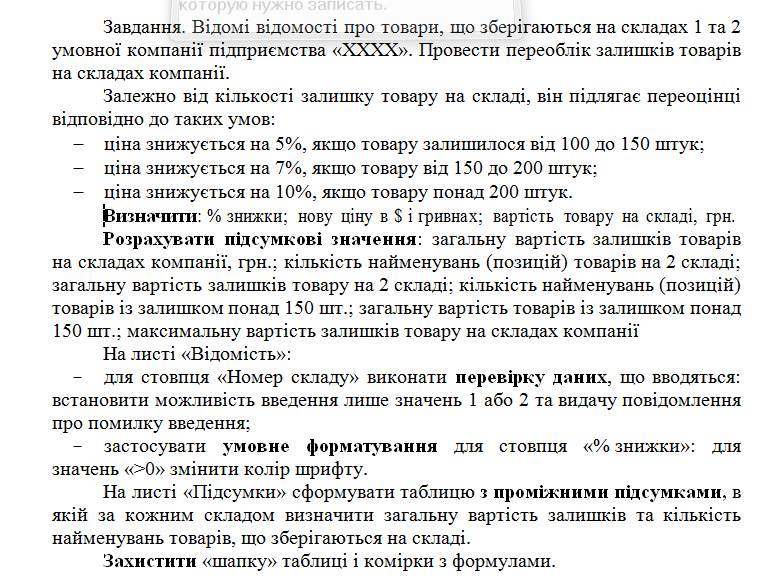 которую нужно записать.
Завдання. Відомі відомості про товари, що зберігаються на складах 1 та 2
умовної компанії підприємства «XXXX». Провести переоблік залишків товарів
на складах компанії.
Залежно від кількості залишку товару на складі, він підлягає переоцінці
відповідно до таких умов:
− ціна знижується на 5%, якщо товару залишилося від 100 до 150 штук;
− ціна знижується на 7%, якщо товару від 150 до 200 штук;
− ціна знижується на 10%, якщо товару понад 200 штук.
Визначити: % знижки; нову ціну в $ і гривнах; вартість товару на складі, грн.
Розрахувати підсумкові значення: загальну вартість залишків товарів
на складах компанії, грн.; кількість найменувань (позицій) товарів на 2 складі;
загальну вартість залишків товару на 2 складі; кількість найменувань (позицій)
товарів із залишком понад 150 шт.; загальну вартість товарів із залишком понад
150 шт.; максимальну вартість залишків товару на складах компанії
На листі «Відомість»:
− для стовпця «Номер складу» виконати перевірку даних, що вводяться:
встановити можливість введення лише значень 1 або 2 та видачу повідомлення
про помилку введення;
− застосувати умовне форматування для стовпця «% знижки»: для
значень «>0» змінити колір шрифту.
На листі «Підсумки» сформувати таблицю з проміжними підсумками, в
якій за кожним складом визначити загальну вартість залишків та кількість
найменувань товарів, що зберігаються на складі.
Захистити «шапку» таблиці і комірки з формулами.